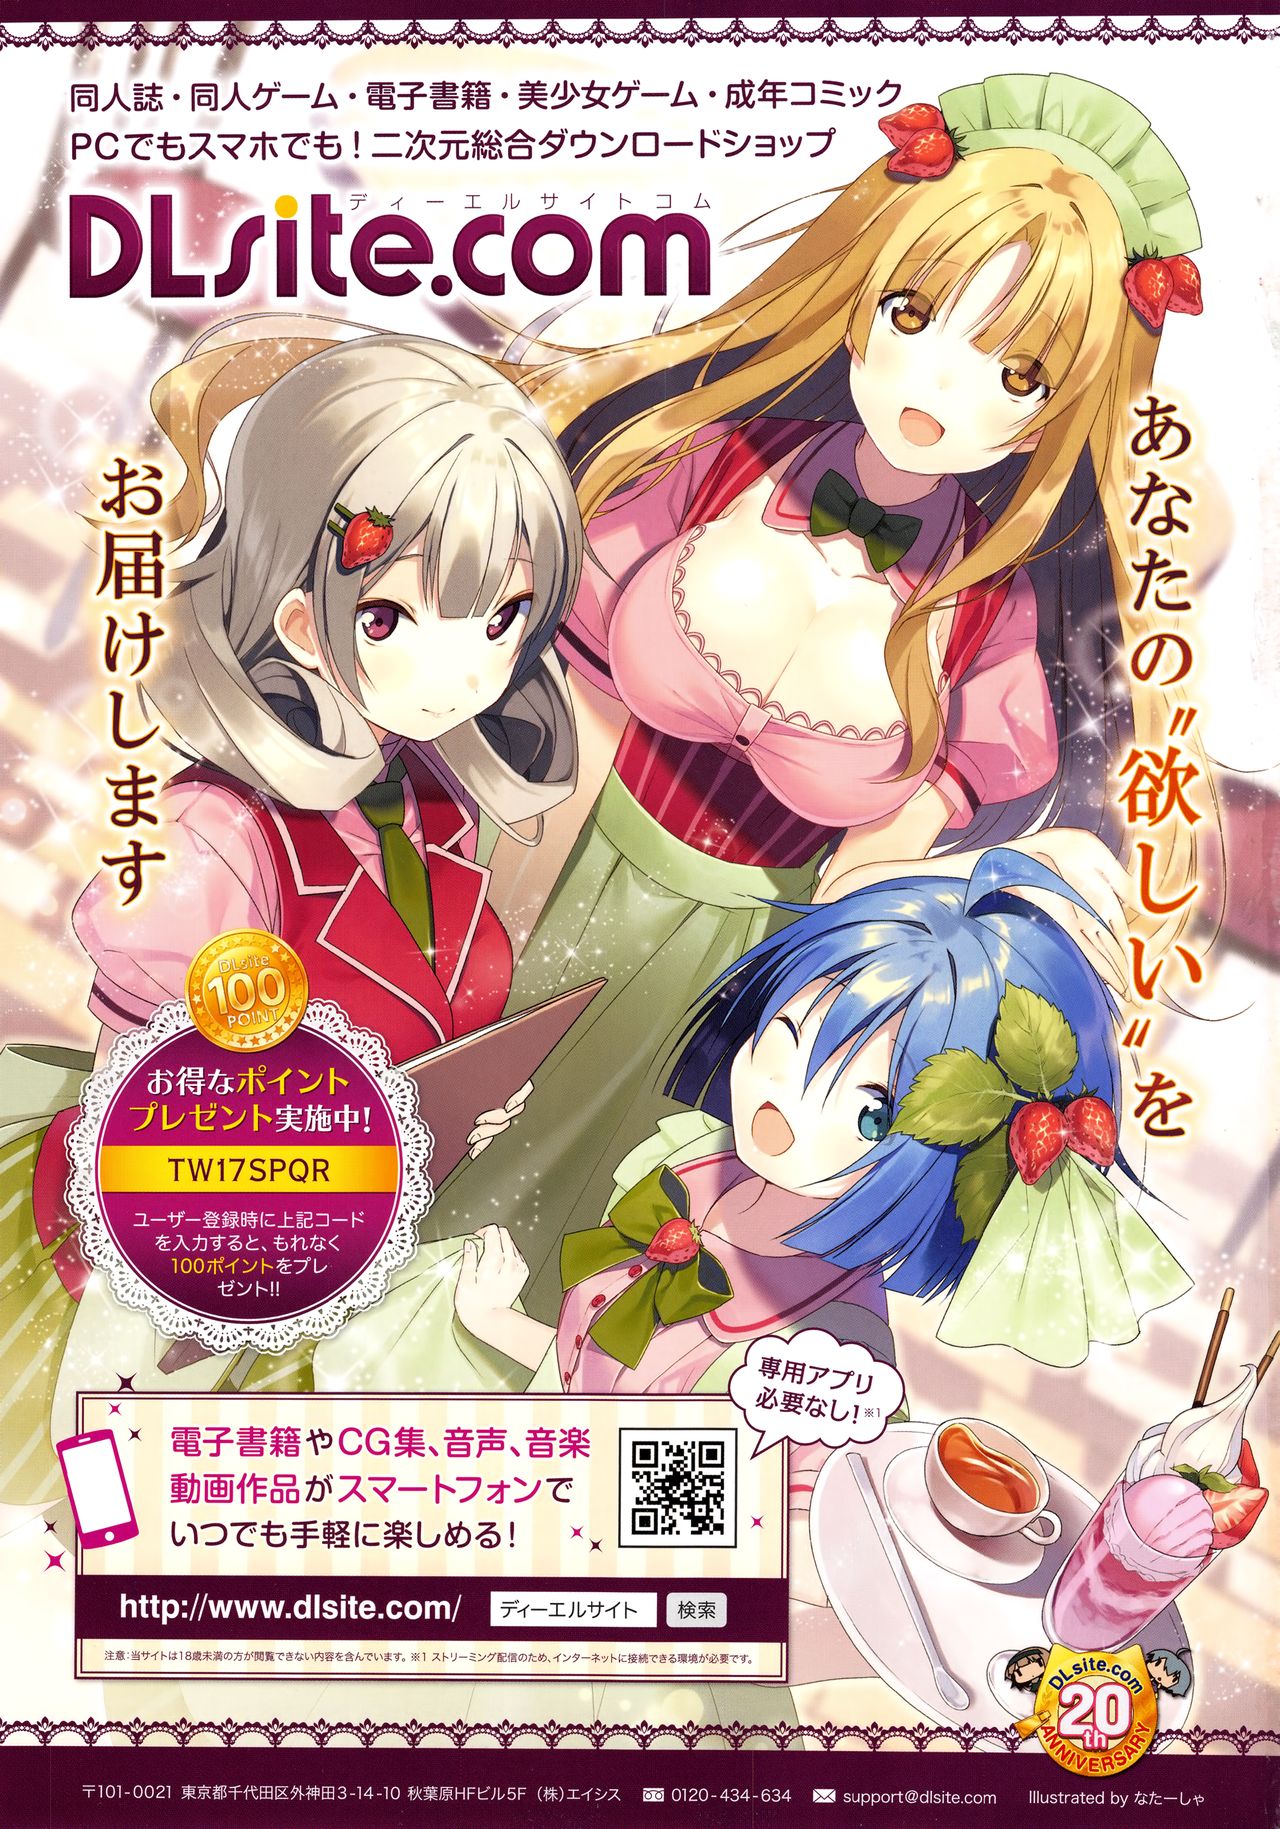 同人誌・同人ゲーム・電子書籍・美少女ゲーム・成年コミック
PCでもスマホでも！二次元総合ダウンロードショップ
ディーエルサイトコム
DLsite.com
あなたの〝欲しい〟を
お届けします
DLsite
100
POINT
お得なポイント
プレゼント実施中！
TW17SPQR
ユーザー登録時に上記コード
を入力すると、もれなく
100ポイントをプレ
ゼント!!
専用アプリ
必要なし！※1
電子書籍やCG集、音声、音楽
動画作品がスマートフォンで
いつでも手軽に楽しめる！
http://www.dlsite.com/
ディーエルサイト
検索
注意：当サイトは18歳未満の方が閲覧できない内容を含んでいます。※1 ストリーミング配信のため、インターネットに接続できる環境が必要です。
DLsite.com
20th
ANNIVERSARY
〒101-0021 東京都千代田区外神田3-14-10 秋葉原HFビル5F （株）エイシス 0120-434-634 support@dlsite.com Illustrated by なたーしゃ